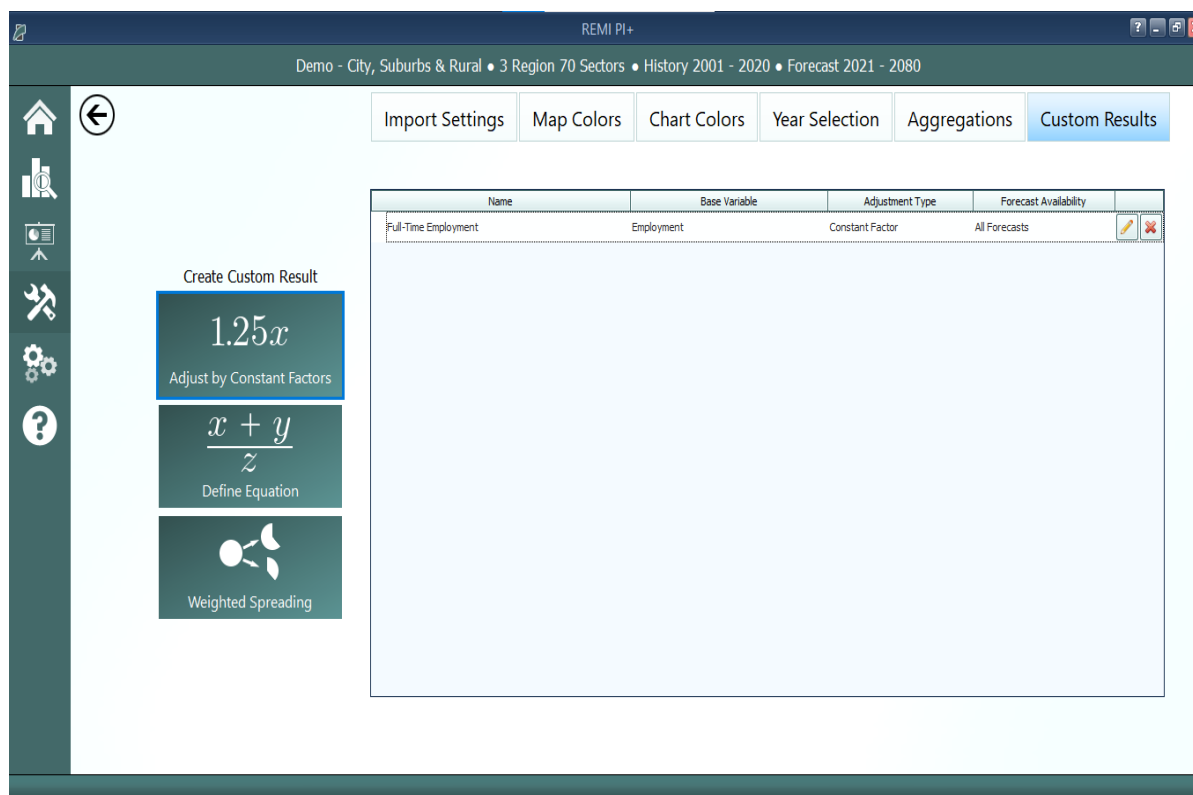 REMI PI+
Demo - City, Suburbs & Rural ● 3 Region 70 Sectors ● History 2001 - 2020 ● Forecast 2021 - 2080
Import Settings Map Colors Chart Colors Year Selection Aggregations Custom Results
Name Base Variable Adjustment Type Forecast Availability
Full-Time Employment Employment Constant Factor All Forecasts
Create Custom Result
1.25x
Adjust by Constant Factors
x + y
z
Define Equation
Weighted Spreading